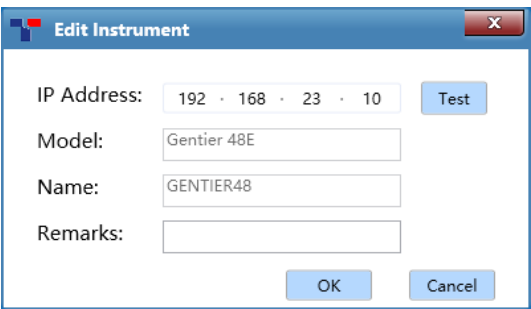 Edit Instrument
x
IP Address: 192 · 168 · 23 · 10 Test
Model: Gentier 48E
Name: GENTIER48
Remarks:
OK Cancel